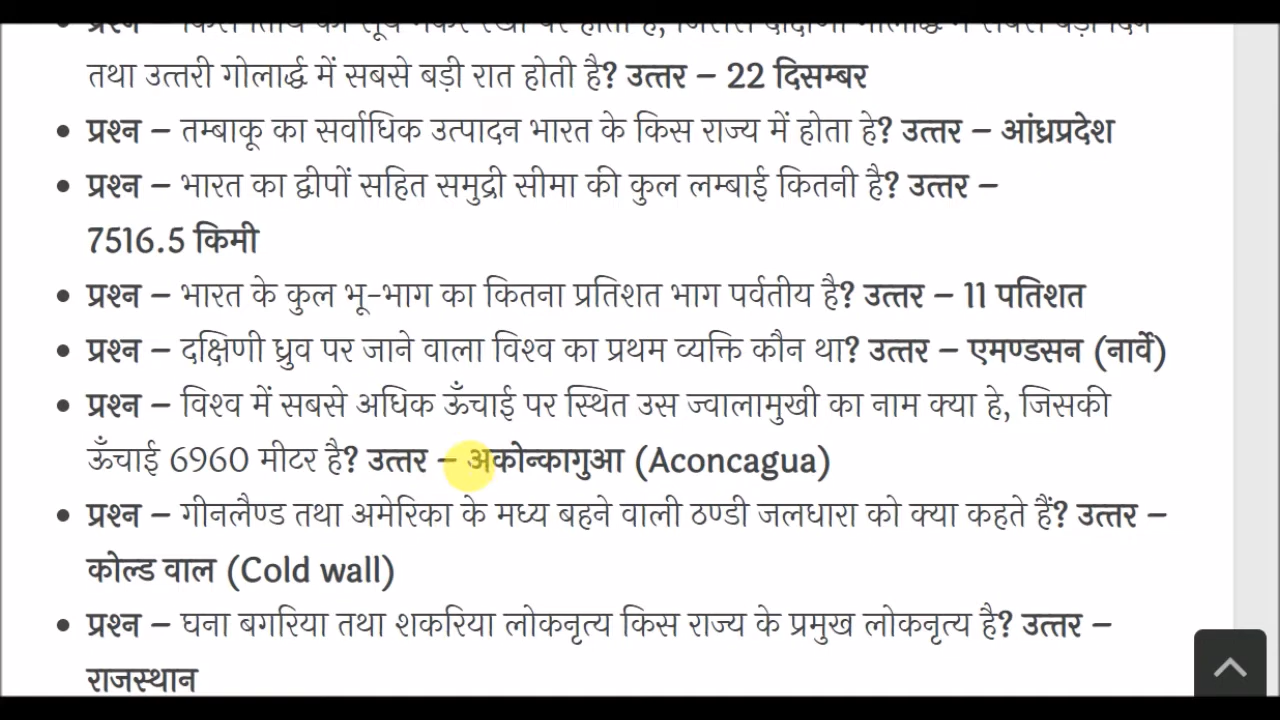 तथा उत्तरी गोलार्द्ध में सबसे बड़ी रात होती है? उत्तर – 22 दिसम्बर
• प्रश्न – तम्बाकू का सर्वाधिक उत्पादन भारत के किस राज्य में होता हे? उत्तर – आंध्रप्रदेश
• प्रश्न – भारत का द्वीपों सहित समुद्री सीमा की कुल लम्बाई कितनी है? उत्तर –
7516.5 किमी
• प्रश्न – भारत के कुल भू-भाग का कितना प्रतिशत भाग पर्वतीय है? उत्तर – 11 पतिशत
• प्रश्न – दक्षिणी ध्रुव पर जाने वाला विश्व का प्रथम व्यक्ति कौन था? उत्तर – एमण्डसन (नार्वे)
• प्रश्न – विश्व में सबसे अधिक ऊँचाई पर स्थित उस ज्वालामुखी का नाम क्या हे, जिसकी
ऊँचाई 6960 मीटर है? उत्तर – अकोन्कागुआ (Aconcagua)
• प्रश्न – गीनलैण्ड तथा अमेरिका के मध्य बहने वाली ठण्डी जलधारा को क्या कहते हैं? उत्तर –
कोल्ड वाल (Cold wall)
• प्रश्न – घना बगरिया तथा शकरिया लोकनृत्य किस राज्य के प्रमुख लोकनृत्य है? उत्तर –
राजस्थान